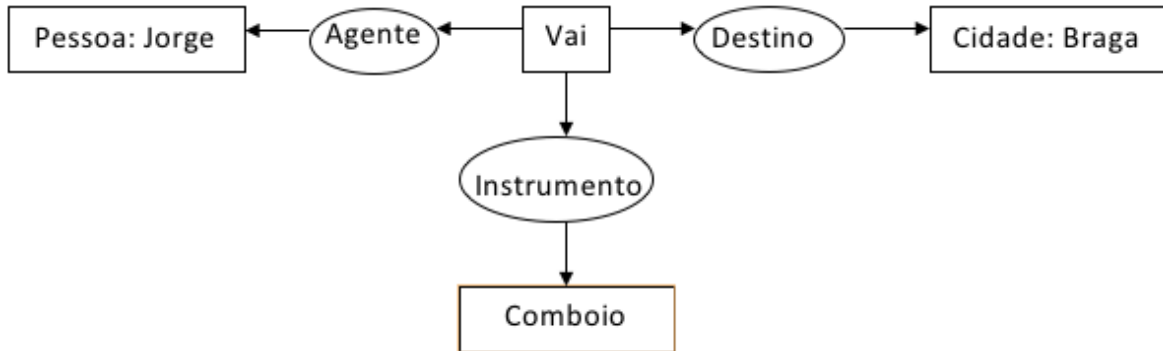 Pessoa: Jorge
Agente
Vai
Destino
Cidade: Braga
Instrumento
Comboio